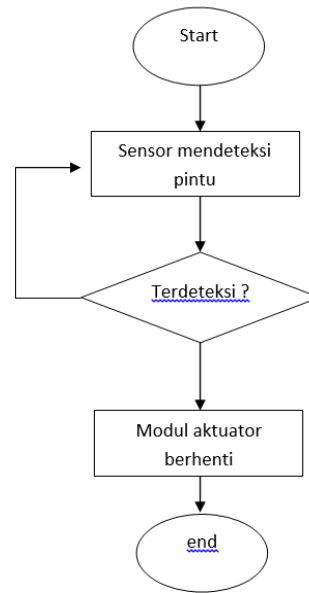 Start
Sensor mendeteksi
pintu
Terdeteksi ?
Modul aktuator
berhenti
end